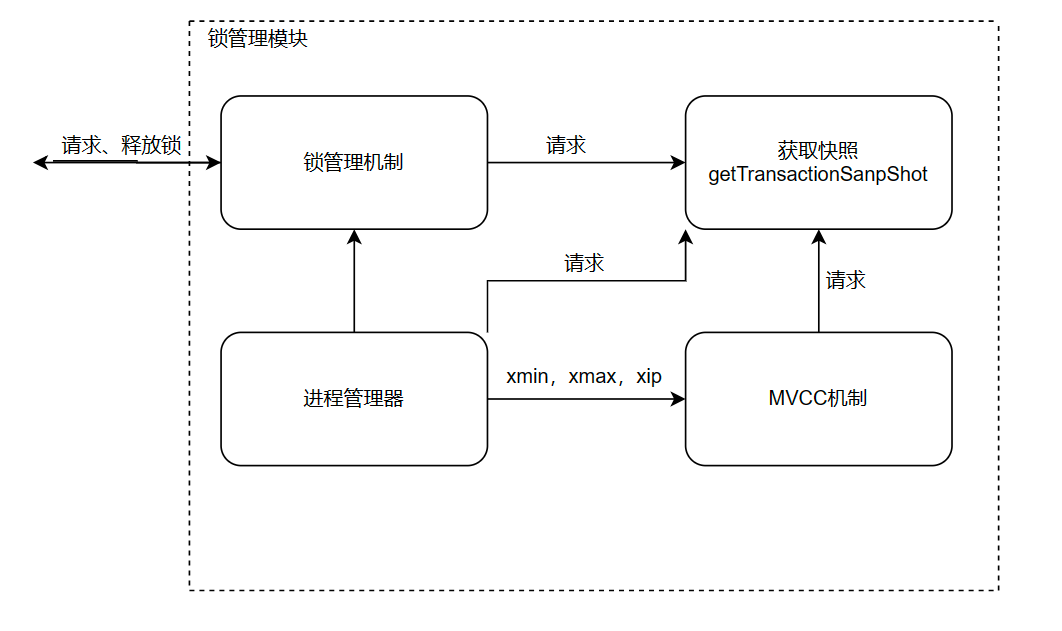 锁管理模块
请求、释放锁
锁管理机制
请求
获取快照
getTransactionSanpShot
请求
请求
进程管理器
xmin，xmax，xip
MVCC机制